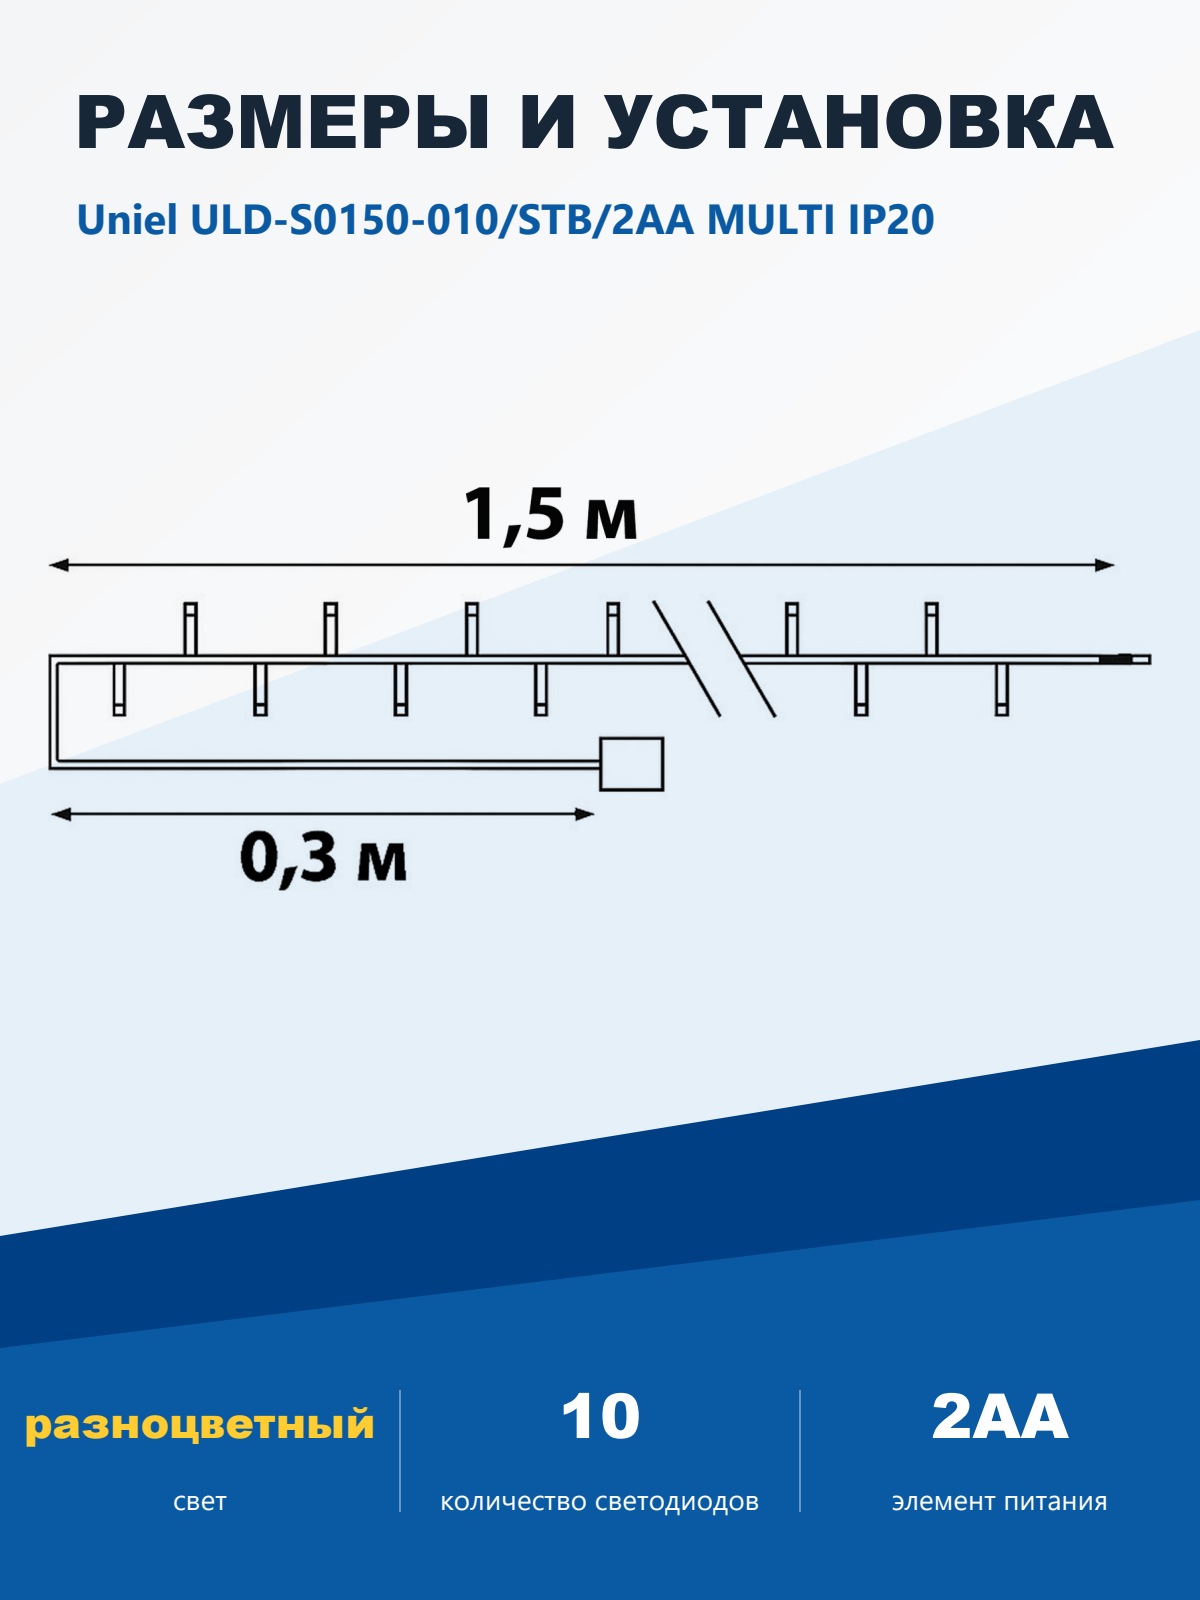 РАЗМЕРЫ И УСТАНОВКА
Uniel ULD-S0150-010/STB/2AA MULTI IP20
1,5 м
0,3 м
разноцветный
свет
10
количество светодиодов
2AA
элемент питания